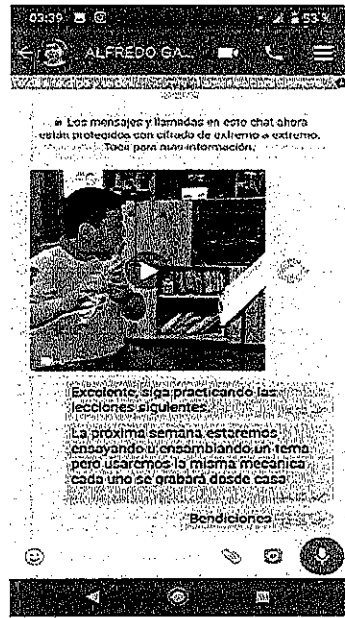 03:39 53%
ALFREDO GA...
Los mensajes y llamadas en este chat ahora
están protegidos con cifrado de extremo a extremo.
Toca para más información.
Excelente, siga practicando las
lecciones siguientes
La próxima semana estaremos
ensayando u ensamblando un tema
pero usaremos la misma mecánica
cada uno se grabará desde casa
Bendiciones